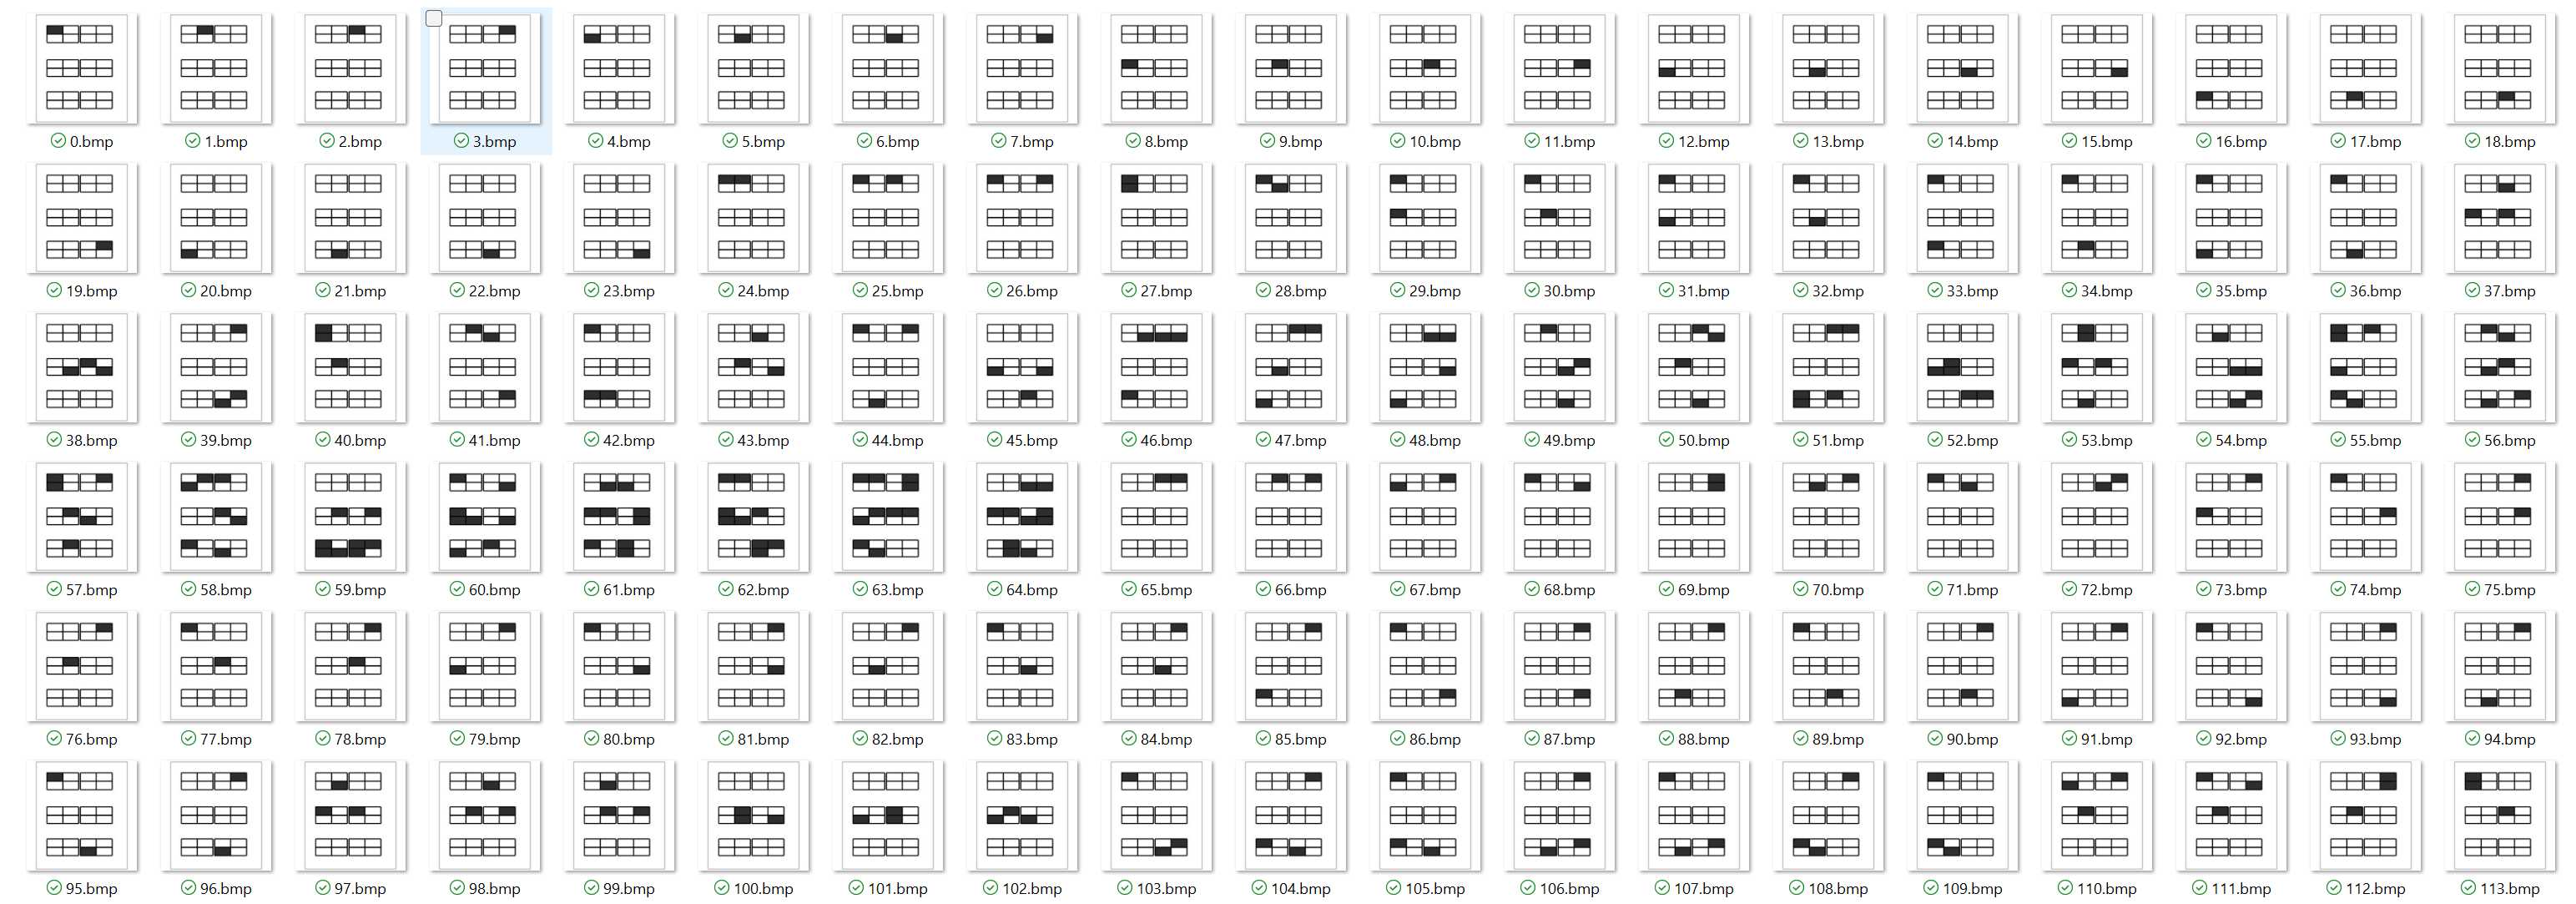 0.bmp 1.bmp 2.bmp 3.bmp 4.bmp 5.bmp 6.bmp 7.bmp 8.bmp 9.bmp 10.bmp 11.bmp 12.bmp 13.bmp 14.bmp 15.bmp 16.bmp 17.bmp 18.bmp
19.bmp 20.bmp 21.bmp 22.bmp 23.bmp 24.bmp 25.bmp 26.bmp 27.bmp 28.bmp 29.bmp 30.bmp 31.bmp 32.bmp 33.bmp 34.bmp 35.bmp 36.bmp 37.bmp
38.bmp 39.bmp 40.bmp 41.bmp 42.bmp 43.bmp 44.bmp 45.bmp 46.bmp 47.bmp 48.bmp 49.bmp 50.bmp 51.bmp 52.bmp 53.bmp 54.bmp 55.bmp 56.bmp
57.bmp 58.bmp 59.bmp 60.bmp 61.bmp 62.bmp 63.bmp 64.bmp 65.bmp 66.bmp 67.bmp 68.bmp 69.bmp 70.bmp 71.bmp 72.bmp 73.bmp 74.bmp 75.bmp
76.bmp 77.bmp 78.bmp 79.bmp 80.bmp 81.bmp 82.bmp 83.bmp 84.bmp 85.bmp 86.bmp 87.bmp 88.bmp 89.bmp 90.bmp 91.bmp 92.bmp 93.bmp 94.bmp
95.bmp 96.bmp 97.bmp 98.bmp 99.bmp 100.bmp 101.bmp 102.bmp 103.bmp 104.bmp 105.bmp 106.bmp 107.bmp 108.bmp 109.bmp 110.bmp 111.bmp 112.bmp 113.bmp